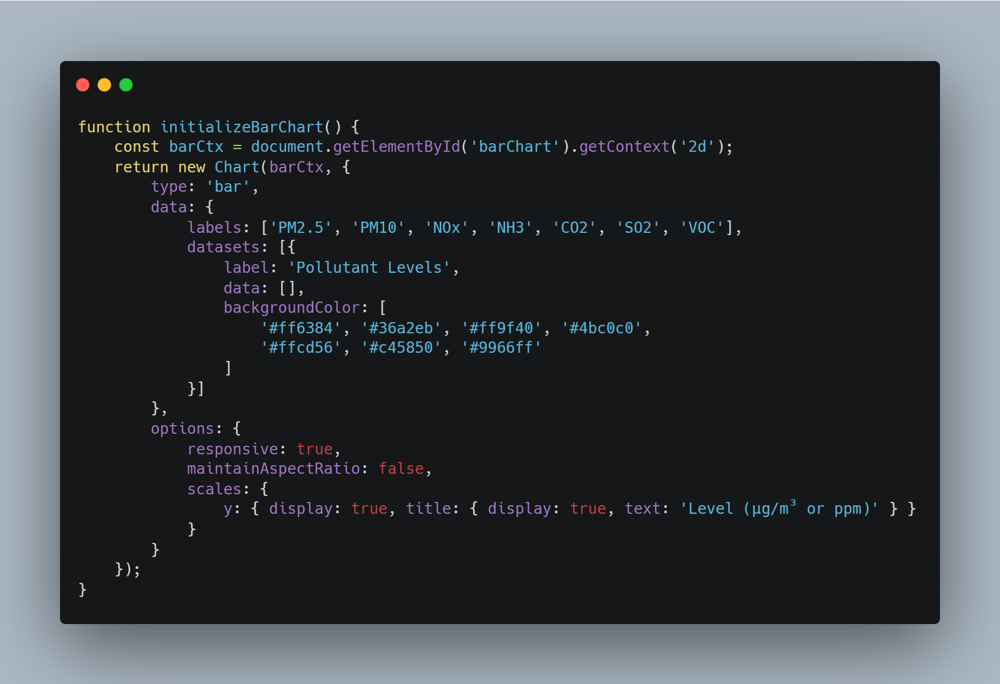 function initializeBarChart() {
    const barCtx = document.getElementById('barChart').getContext('2d');
    return new Chart(barCtx, {
        type: 'bar',
        data: {
            labels: ['PM2.5', 'PM10', 'NOx', 'NH3', 'CO2', 'SO2', 'VOC'],
            datasets: [{
                label: 'Pollutant Levels',
                data: [],
                backgroundColor: [
                    '#ff6384', '#36a2eb', '#ff9f40', '#4bc0c0',
                    '#ffcd56', '#c45850', '#9966ff'
                ]
            }]
        },
        options: {
            responsive: true,
            maintainAspectRatio: false,
            scales: {
                y: { display: true, title: { display: true, text: 'Level (µg/m³ or ppm)' } }
            }
        }
    });
}